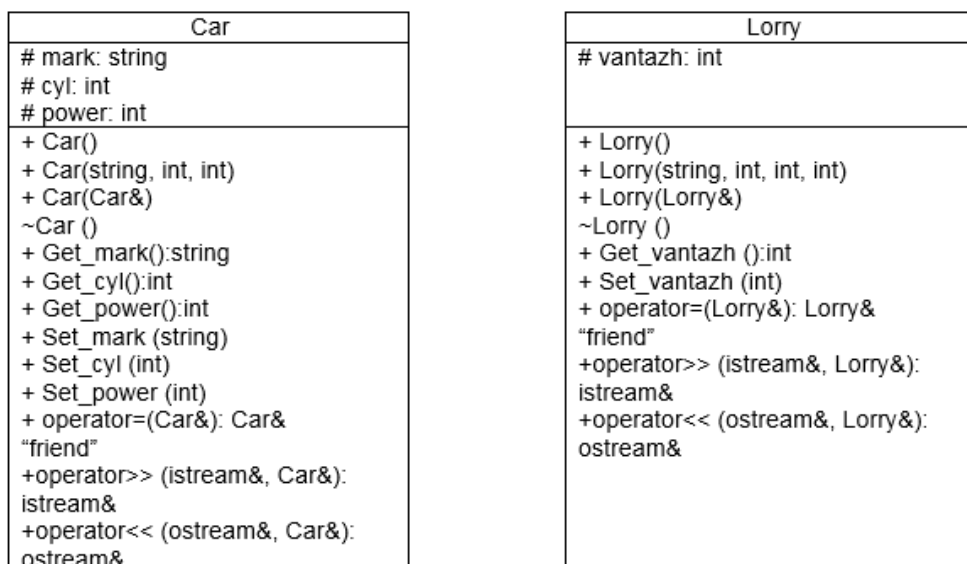 Car
# mark: string
# cyl: int
# power: int
+ Car()
+ Car(string, int, int)
+ Car(Car&)
~Car ()
+ Get_mark():string
+ Get_cyl():int
+ Get_power():int
+ Set_mark (string)
+ Set_cyl (int)
+ Set_power (int)
+ operator=(Car&): Car&
“friend”
+operator>> (istream&, Car&):
istream&
+operator<< (ostream&, Car&):
ostream&
Lorry
# vantazh: int
+ Lorry()
+ Lorry(string, int, int, int)
+ Lorry(Lorry&)
~Lorry ()
+ Get_vantazh ():int
+ Set_vantazh (int)
+ operator=(Lorry&): Lorry&
“friend”
+operator>> (istream&, Lorry&):
istream&
+operator<< (ostream&, Lorry&):
ostream&